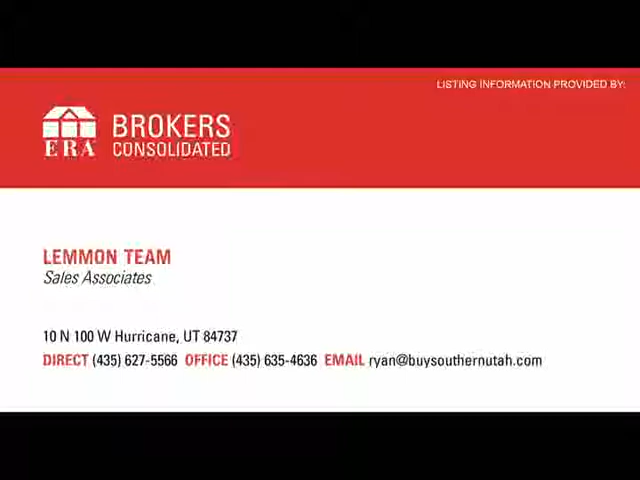 LISTING INFORMATION PROVIDED BY:
ERA
BROKERS
CONSOLIDATED
LEMMON TEAM
Sales Associates
10 N 100 W Hurricane, UT 84737
DIRECT (435) 627-5566 OFFICE (435) 635-4636 EMAIL ryan@buysouthernutah.com